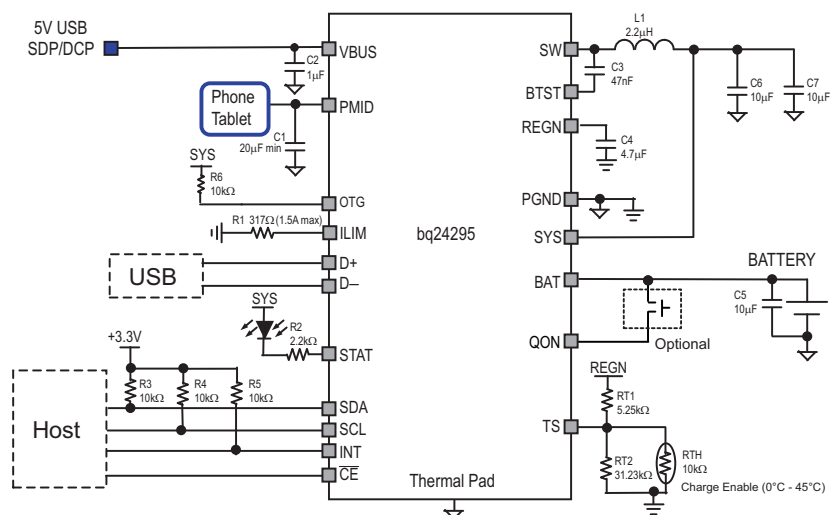 5V USB
SDP/DCP
C2
1µF
VBUS
Phone
Tablet
PMID
C1
20µF min
SYS
R6
10kΩ
OTG
R1 317Ω (1.5A max)
ILIM
USB
D+
D–
SYS
R2
2.2kΩ
STAT
+3.3V
R3
10kΩ
R4
10kΩ
R5
10kΩ
Host
SDA
SCL
INT
CE
bq24295
Thermal Pad
SW
L1
2.2µH
C3
47nF
BTST
C6
10µF
C7
10µF
REGN
C4
4.7µF
PGND
SYS
BAT
BATTERY
C5
10µF
QON
Optional
REGN
RT1
5.25kΩ
TS
RT2
31.23kΩ
RTH
10kΩ
Charge Enable (0°C - 45°C)